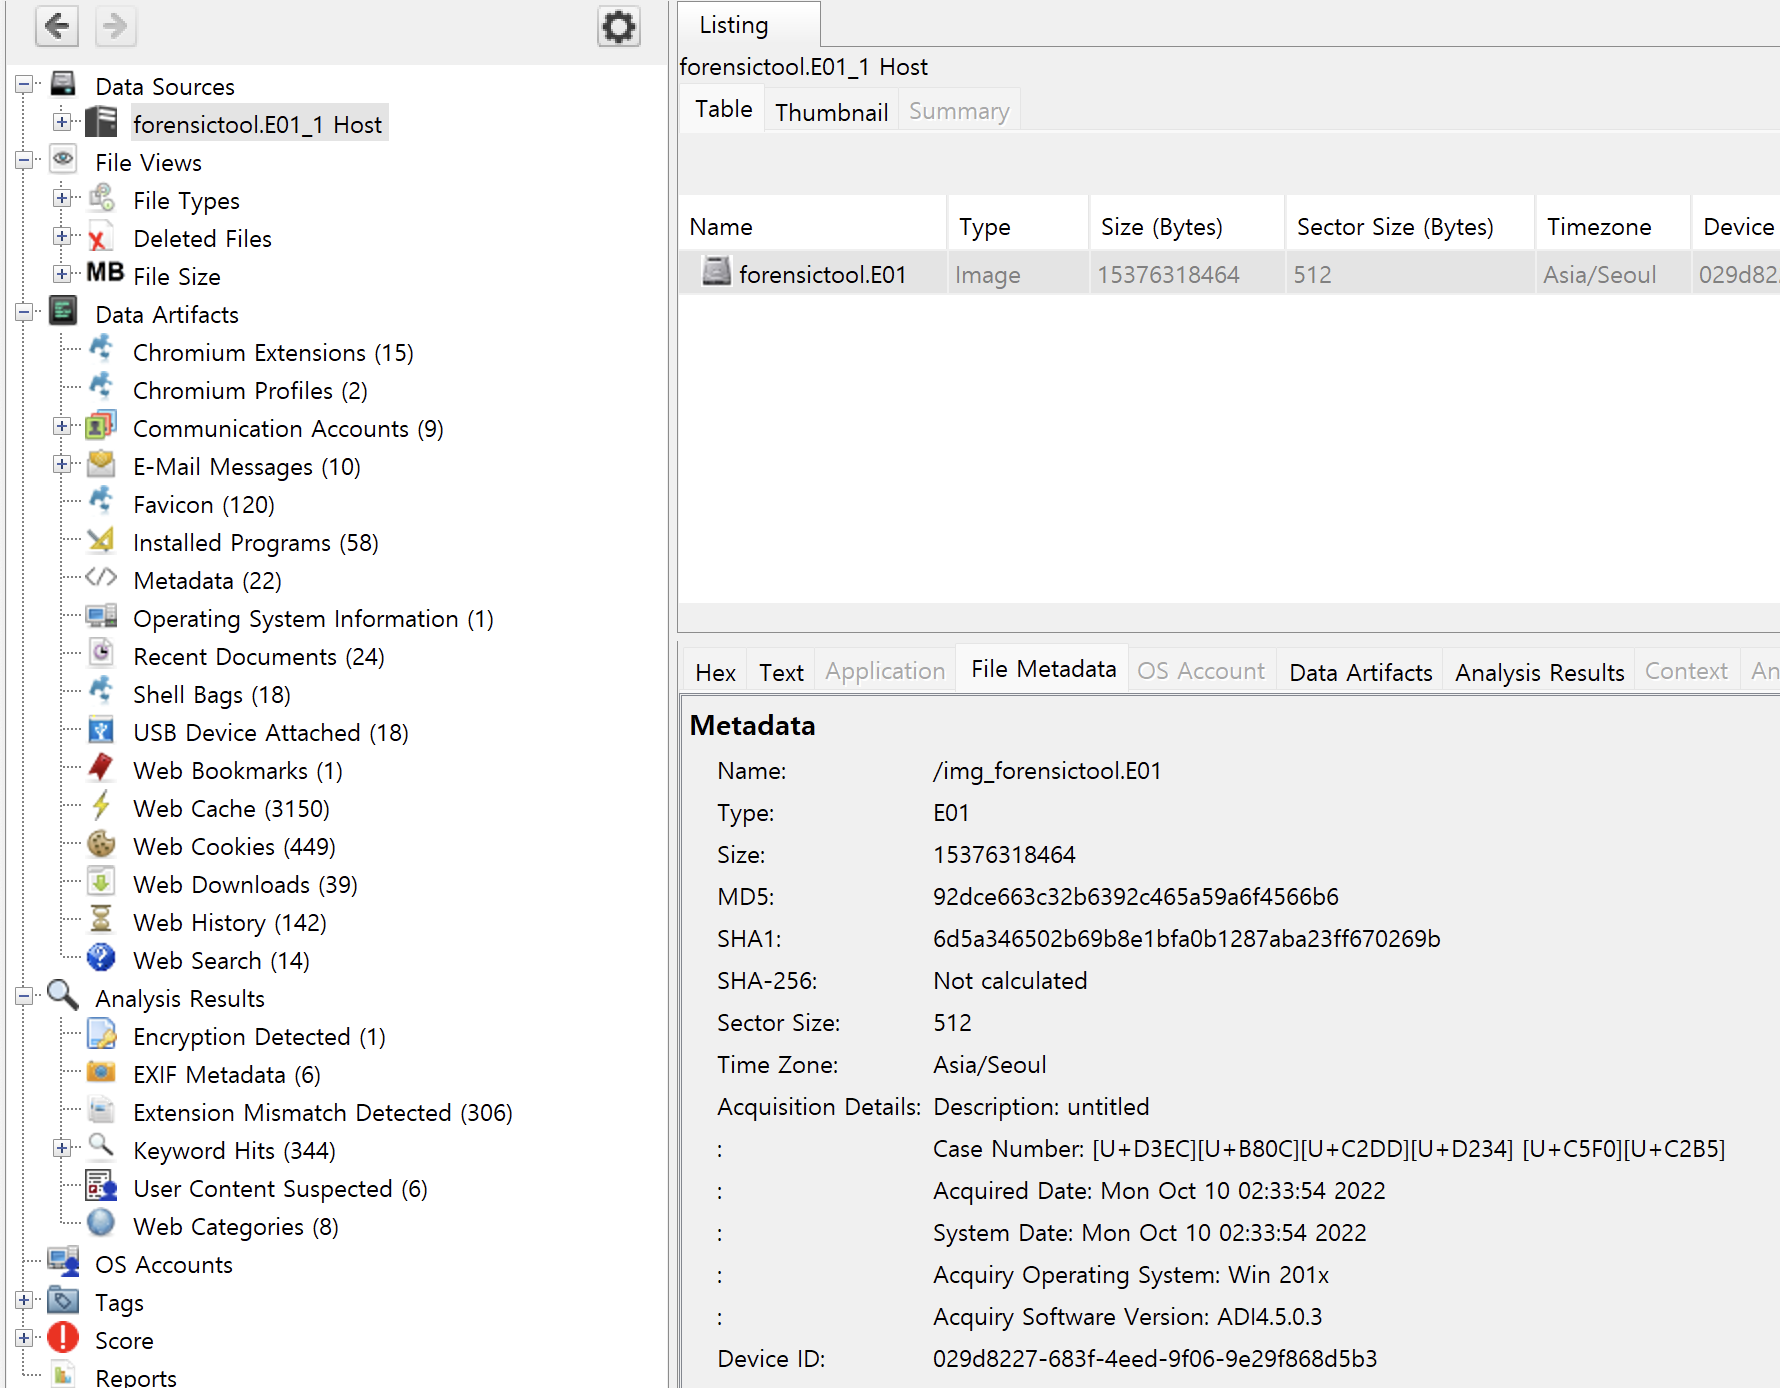 Data Sources
forensictool.E01_1 Host
File Views
File Types
Deleted Files
MB File Size
Data Artifacts
Chromium Extensions (15)
Chromium Profiles (2)
Communication Accounts (9)
E-Mail Messages (10)
Favicon (120)
Installed Programs (58)
Metadata (22)
Operating System Information (1)
Recent Documents (24)
Shell Bags (18)
USB Device Attached (18)
Web Bookmarks (1)
Web Cache (3150)
Web Cookies (449)
Web Downloads (39)
Web History (142)
Web Search (14)
Analysis Results
Encryption Detected (1)
EXIF Metadata (6)
Extension Mismatch Detected (306)
Keyword Hits (344)
User Content Suspected (6)
Web Categories (8)
OS Accounts
Tags
Score
Reports
Listing
forensictool.E01_1 Host
Table Thumbnail Summary
Name Type Size (Bytes) Sector Size (Bytes) Timezone Device
forensictool.E01 Image 15376318464 512 Asia/Seoul 029d82
Hex Text Application File Metadata OS Account Data Artifacts Analysis Results Context An
Metadata
Name: /img_forensictool.E01
Type: E01
Size: 15376318464
MD5: 92dce663c32b6392c465a59a6f4566b6
SHA1: 6d5a346502b69b8e1bfa0b1287aba23ff670269b
SHA-256: Not calculated
Sector Size: 512
Time Zone: Asia/Seoul
Acquisition Details: Description: untitled
: Case Number: [U+D3EC][U+B80C][U+C2DD][U+D234] [U+C5F0][U+C2B5]
: Acquired Date: Mon Oct 10 02:33:54 2022
: System Date: Mon Oct 10 02:33:54 2022
: Acquiry Operating System: Win 201x
: Acquiry Software Version: ADI4.5.0.3
Device ID: 029d8227-683f-4eed-9f06-9e29f868d5b3